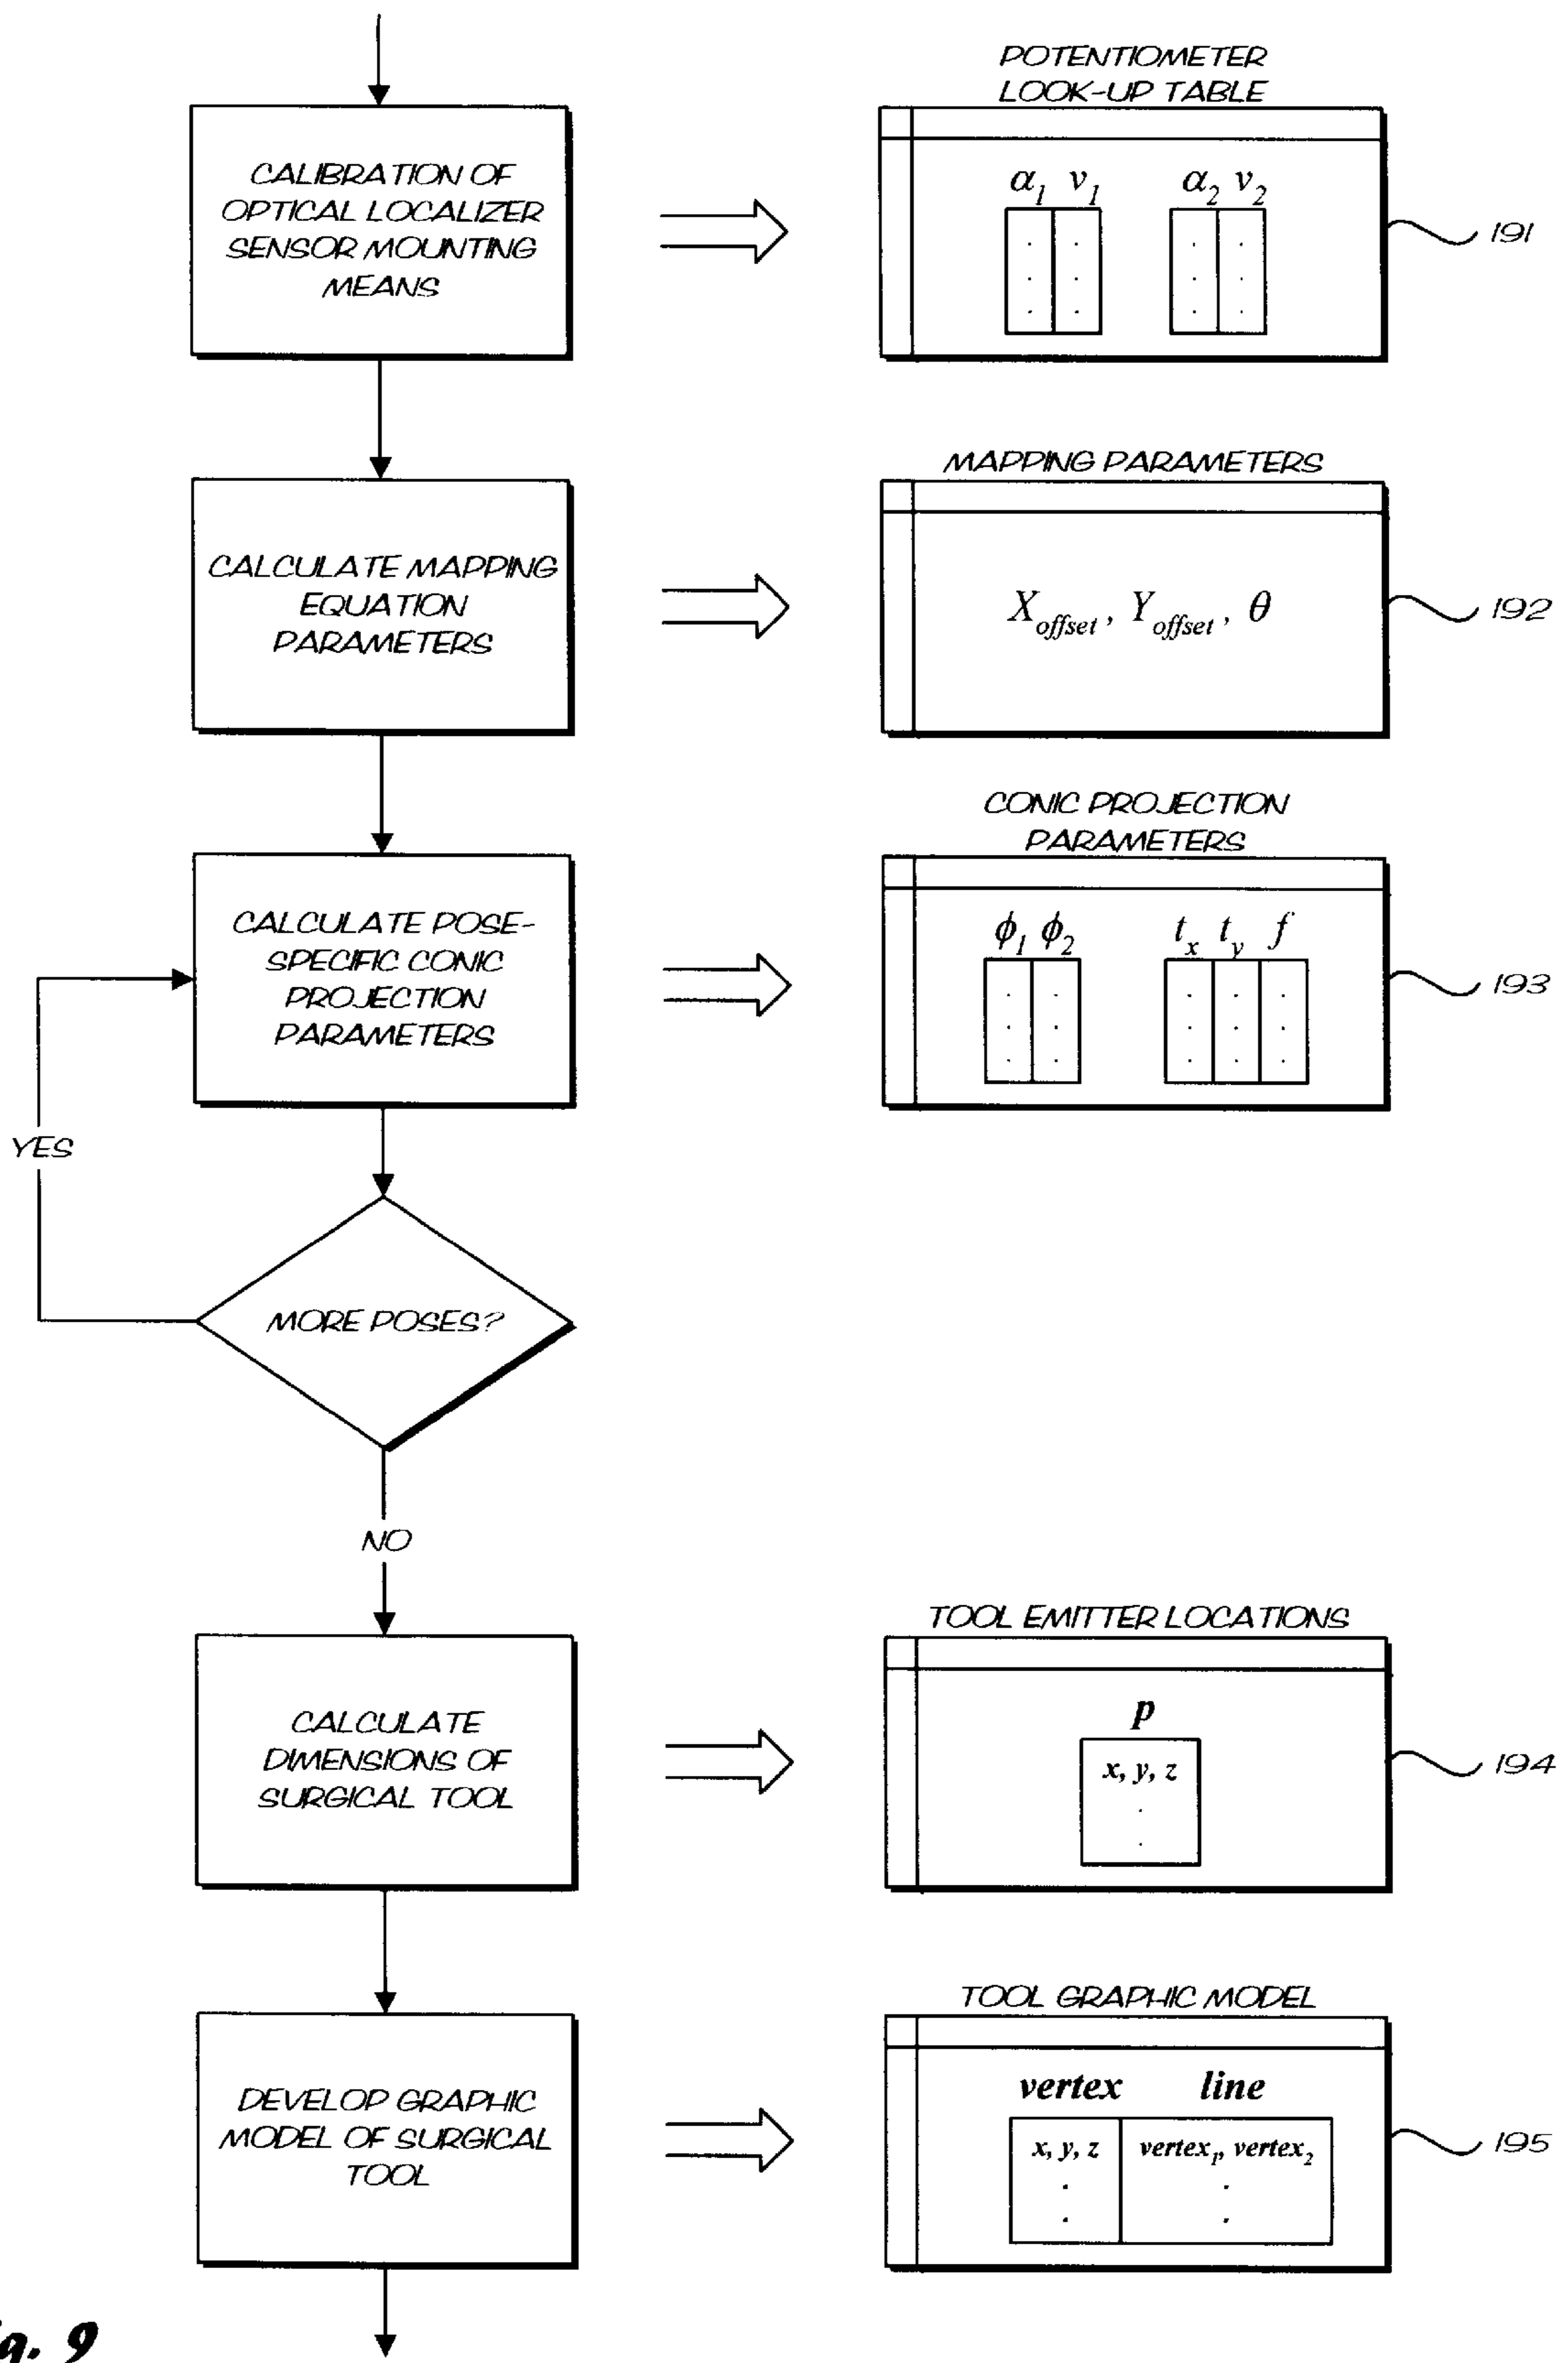 POTENTIOMETER
LOOK-UP TABLE
CALIBRATION OF
OPTICAL LOCALIZER
SENSOR MOUNTING
MEANS
α1 v1 α2 v2
191
MAPPING PARAMETERS
CALCULATE MAPPING
EQUATION
PARAMETERS
Xoffset, Yoffset, θ
192
CONIC PROJECTION
PARAMETERS
CALCULATE POSE-
SPECIFIC CONIC
PROJECTION
PARAMETERS
ϕ1 ϕ2 tx ty f
193
YES
MORE POSES?
NO
TOOL EMITTER LOCATIONS
CALCULATE
DIMENSIONS OF
SURGICAL TOOL
p
x, y, z
194
TOOL GRAPHIC MODEL
DEVELOP GRAPHIC
MODEL OF SURGICAL
TOOL
vertex line
x, y, z vertex1, vertex2
195
9